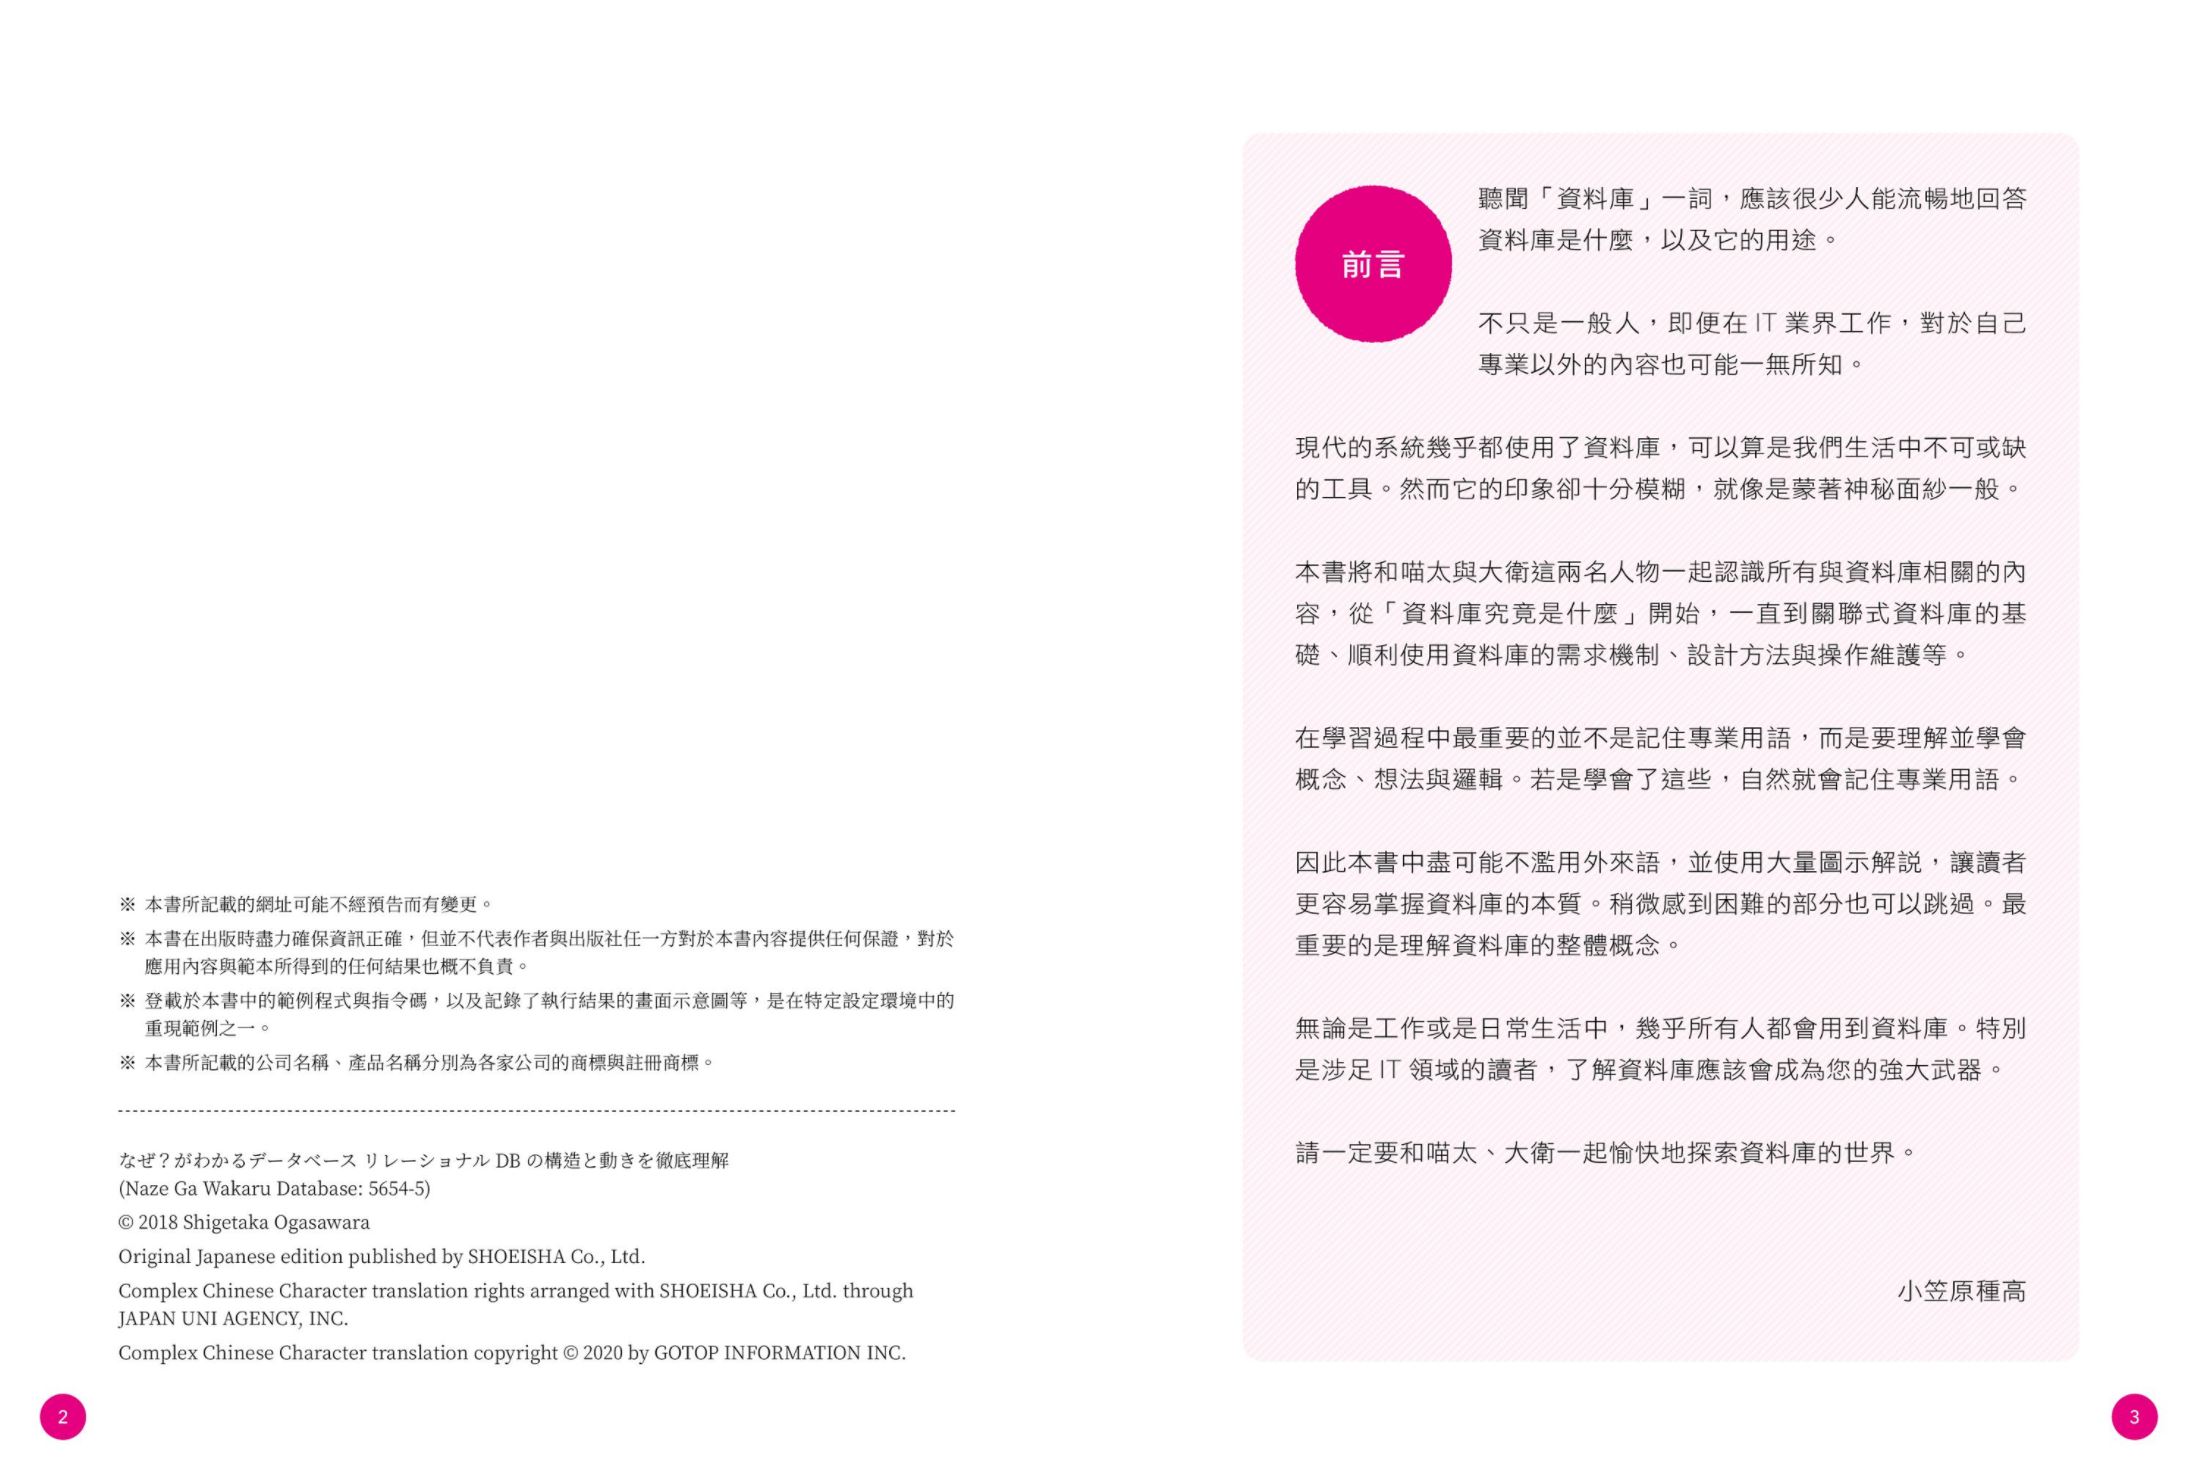 ※ 本書所記載的網址可能不經預告而有變更。
※ 本書在出版時盡力確保資訊正確，但並不代表作者與出版社任一方對於本書內容提供任何保證，對於
應用內容與範本所得到的任何結果也概不負責。
※ 登載於本書中的範例程式與指令碼，以及記錄了執行結果的畫面示意圖等，是在特定設定環境中的
重現範例之一。
※ 本書所記載的公司名稱、產品名稱分別為各家公司的商標與註冊商標。
なぜ？がわかるデータベース リレーショナル DB の構造と動きを徹底理解
(Naze Ga Wakaru Database: 5654-5)
© 2018 Shigetaka Ogasawara
Original Japanese edition published by SHOEISHA Co., Ltd.
Complex Chinese Character translation rights arranged with SHOEISHA Co., Ltd. through
JAPAN UNI AGENCY, INC.
Complex Chinese Character translation copyright © 2020 by GOTOP INFORMATION INC.
2
前言
聽聞「資料庫」一詞，應該很少人能流暢地回答
資料庫是什麼，以及它的用途。
不只是一般人，即便在 IT 業界工作，對於自己
專業以外的內容也可能一無所知。
現代的系統幾乎都使用了資料庫，可以算是我們生活中不可或缺
的工具。然而它的印象卻十分模糊，就像是蒙著神秘面紗一般。
本書將和喵太與大衛這兩名人物一起認識所有與資料庫相關的內
容，從「資料庫究竟是什麼」開始，一直到關聯式資料庫的基
礎、順利使用資料庫的需求機制、設計方法與操作維護等。
在學習過程中最重要的並不是記住專業用語，而是要理解並學會
概念、想法與邏輯。若是學會了這些，自然就會記住專業用語。
因此本書中盡可能不濫用外來語，並使用大量圖示解說，讓讀者
更容易掌握資料庫的本質。稍微感到困難的部分也可以跳過。最
重要的是理解資料庫的整體概念。
無論是工作或是日常生活中，幾乎所有人都會用到資料庫。特別
是涉足 IT 領域的讀者，了解資料庫應該會成為您的強大武器。
請一定要和喵太、大衛一起愉快地探索資料庫的世界。
小笠原種高
3